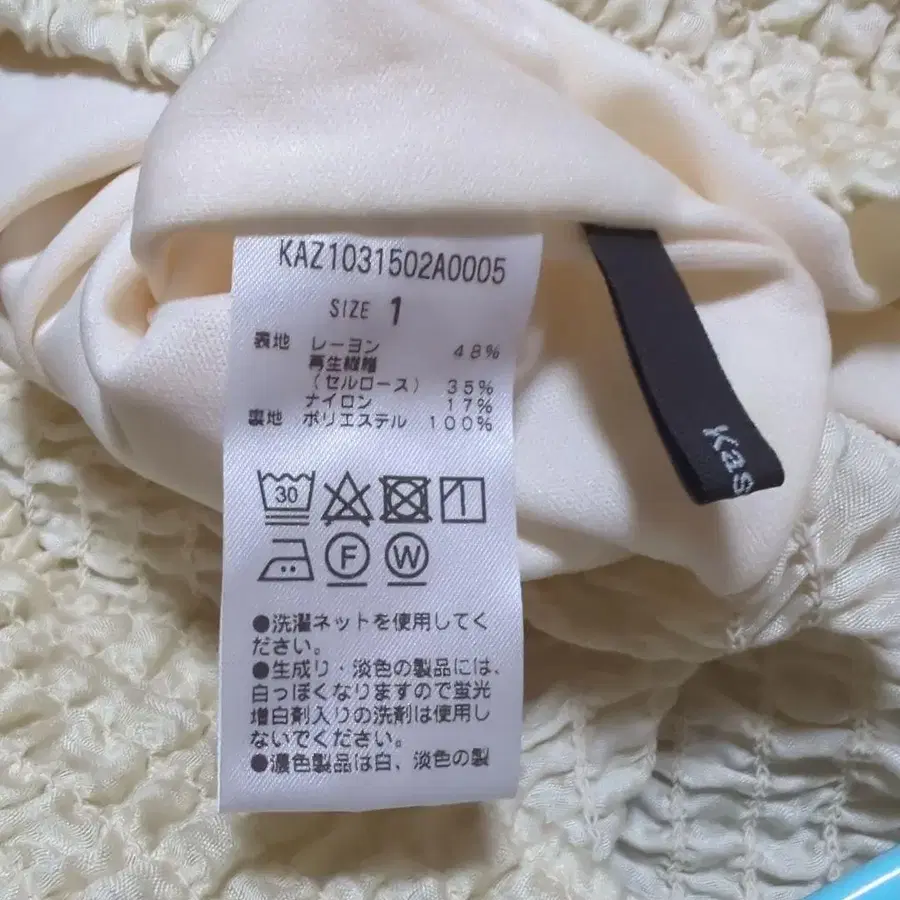 KAZ1031502A0005
SIZE 1
表地 レーヨン 48%
再生繊維
(セルロース) 35%
ナイロン 17%
裏地 ポリエステル 100%
30
F W
●洗濯ネットを使用してく
ださい。
●生成り・淡色の製品には、
白っぽくなりますので蛍光
増白剤入りの洗剤は使用し
ないでください。
●濃色製品は白、淡色の製
Kas